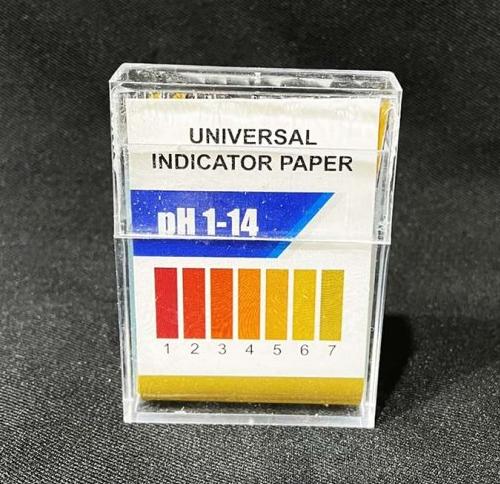 UNIVERSAL
INDICATOR PAPER
pH 1-14
1 2 3 4 5 6 7